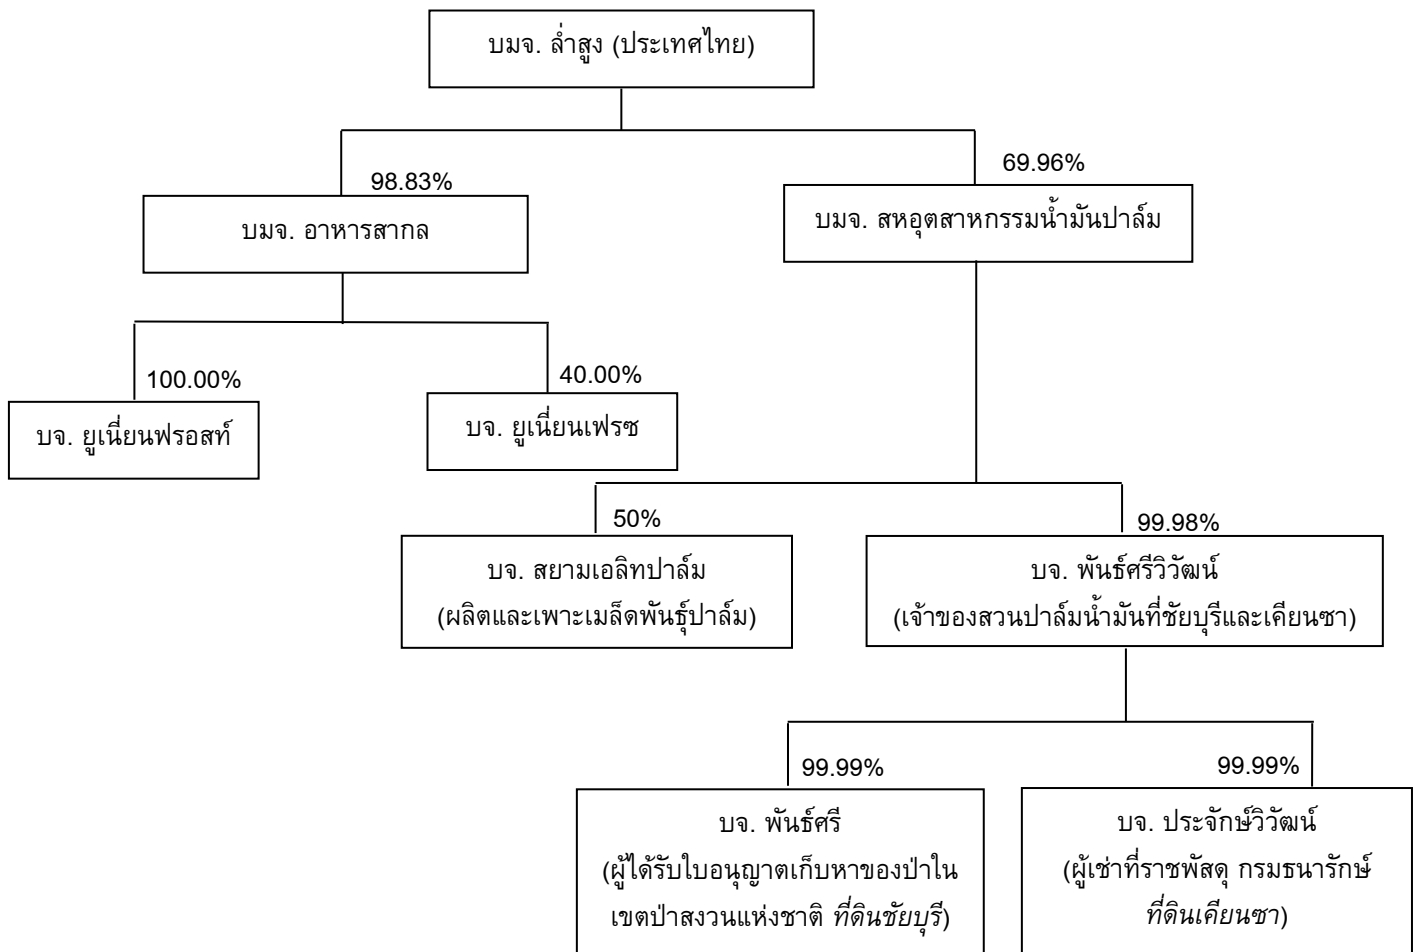 บมจ. ล่ำสูง (ประเทศไทย)
98.83%
69.96%
บมจ. อาหารสากล
บมจ. สหอุตสาหกรรมน้ำมันปาล์ม
100.00%
40.00%
บจ. ยูเนี่ยนฟรอสท์
บจ. ยูเนี่ยนเฟรซ
50%
99.98%
บจ. สยามเอลิทปาล์ม
(ผลิตและเพาะเมล็ดพันธุ์ปาล์ม)
บจ. พันธ์ศรีวิวัฒน์
(เจ้าของสวนปาล์มน้ำมันที่ชัยบุรีและเคียนซา)
99.99%
99.99%
บจ. พันธ์ศรี
(ผู้ได้รับใบอนุญาตเก็บหาของป่าใน
เขตป่าสงวนแห่งชาติ ที่ดินชัยบุรี)
บจ. ประจักษ์วิวัฒน์
(ผู้เช่าที่ราชพัสดุ กรมธนารักษ์
ที่ดินเคียนซา)